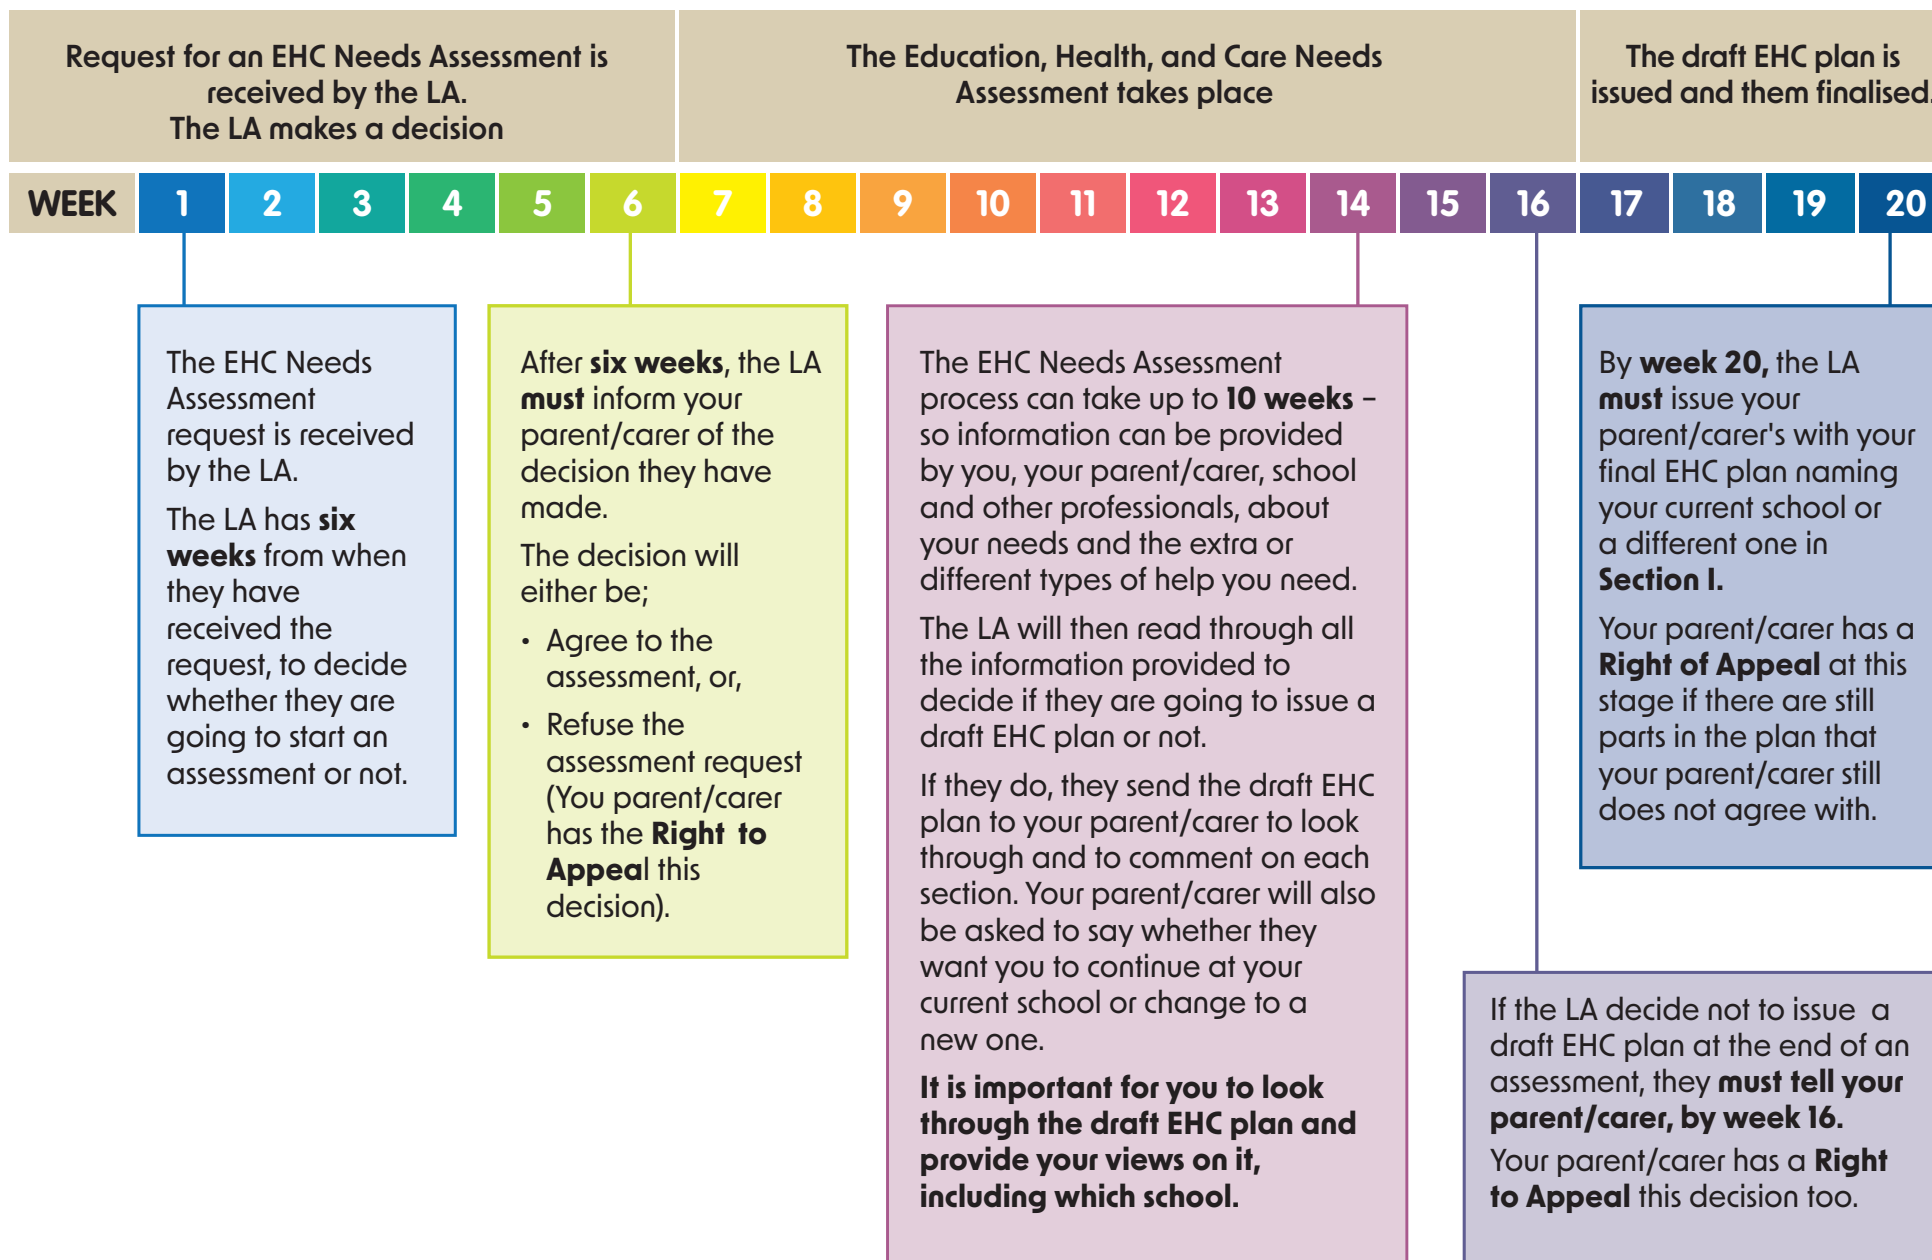 Request for an EHC Needs Assessment is
received by the LA.
The LA makes a decision
The Education, Health, and Care Needs
Assessment takes place
The draft EHC plan is
issued and them finalised.
WEEK 1 2 3 4 5 6 7 8 9 10 11 12 13 14 15 16 17 18 19 20
The EHC Needs
Assessment
request is received
by the LA.
The LA has six
weeks from when
they have
received the
request, to decide
whether they are
going to start an
assessment or not.
After six weeks, the LA
must inform your
parent/carer of the
decision they have
made.
The decision will
either be;
• Agree to the
assessment, or,
• Refuse the
assessment request
(You parent/carer
has the Right to
Appeal this
decision).
The EHC Needs Assessment
process can take up to 10 weeks –
so information can be provided
by you, your parent/carer, school
and other professionals, about
your needs and the extra or
different types of help you need.
The LA will then read through all
the information provided to
decide if they are going to issue a
draft EHC plan or not.
If they do, they send the draft EHC
plan to your parent/carer to look
through and to comment on each
section. Your parent/carer will also
be asked to say whether they
want you to continue at your
current school or change to a
new one.
It is important for you to look
through the draft EHC plan and
provide your views on it,
including which school.
If the LA decide not to issue a
draft EHC plan at the end of an
assessment, they must tell your
parent/carer, by week 16.
Your parent/carer has a Right
to Appeal this decision too.
By week 20, the LA
must issue your
parent/carer's with your
final EHC plan naming
your current school or
a different one in
Section I.
Your parent/carer has a
Right of Appeal at this
stage if there are still
parts in the plan that
your parent/carer still
does not agree with.